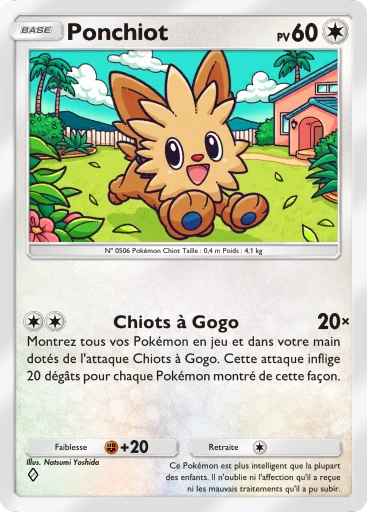 BASE Ponchiot PV 60
N° 0506 Pokémon Chiot Taille : 0,4 m Poids : 4,1 kg
Chiots à Gogo 20×
Montrez tous vos Pokémon en jeu et dans votre main
dotés de l'attaque Chiots à Gogo. Cette attaque inflige
20 dégâts pour chaque Pokémon montré de cette façon.
Faiblesse +20 Retraite
Illus. Natsumi Yoshida
Ce Pokémon est plus intelligent que la plupart
des enfants. Il n'oublie ni l'affection qu'il a reçue
ni les mauvais traitements qu'il a pu subir.